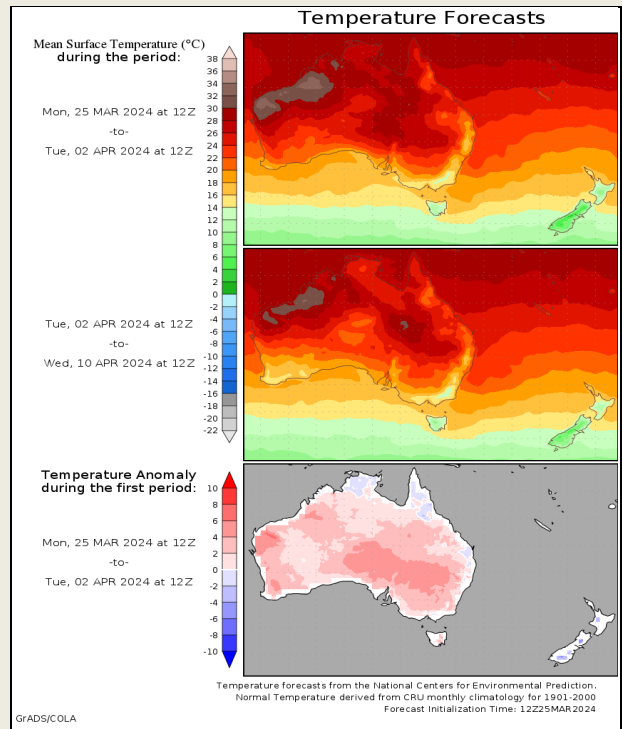 Temperature Forecasts
Mean Surface Temperature (°C)
during the period:
38
36
34
32
30
28
26
24
22
20
18
16
14
12
10
8
6
4
2
0
-2
-4
-6
-8
-10
-12
-14
-16
-18
-20
-22
Mon, 25 MAR 2024 at 12Z
-to-
Tue, 02 APR 2024 at 12Z
Tue, 02 APR 2024 at 12Z
-to-
Wed, 10 APR 2024 at 12Z
Temperature Anomaly
during the first period:
10
8
6
4
2
0
-2
-4
-6
-8
-10
Mon, 25 MAR 2024 at 12Z
-to-
Tue, 02 APR 2024 at 12Z
Temperature forecasts from the National Centers for Environmental Prediction.
Normal Temperature derived from CRU monthly climatology for 1901-2000
Forecast Initialization Time: 12Z25MAR2024
GrADS/COLA